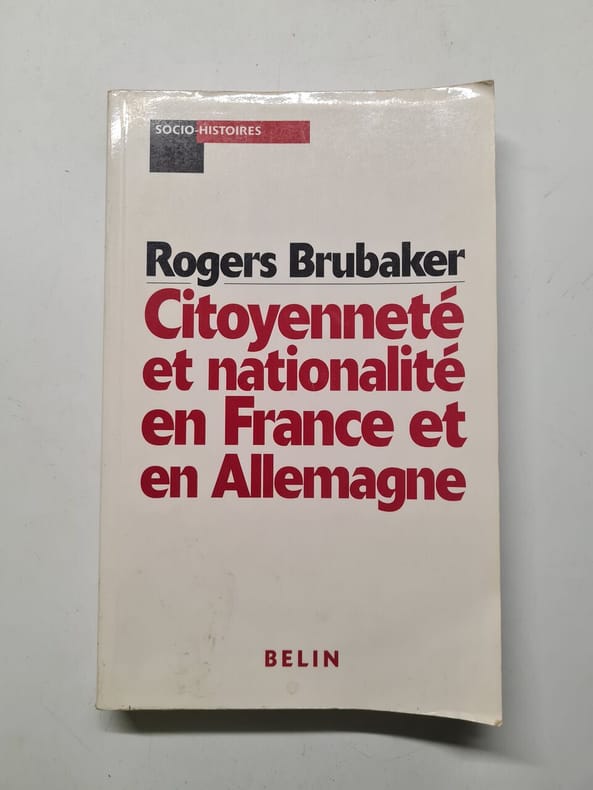 SOCIO-HISTOIRES
Rogers Brubaker
Citoyenneté
et nationalité
en France et
en Allemagne
BELIN